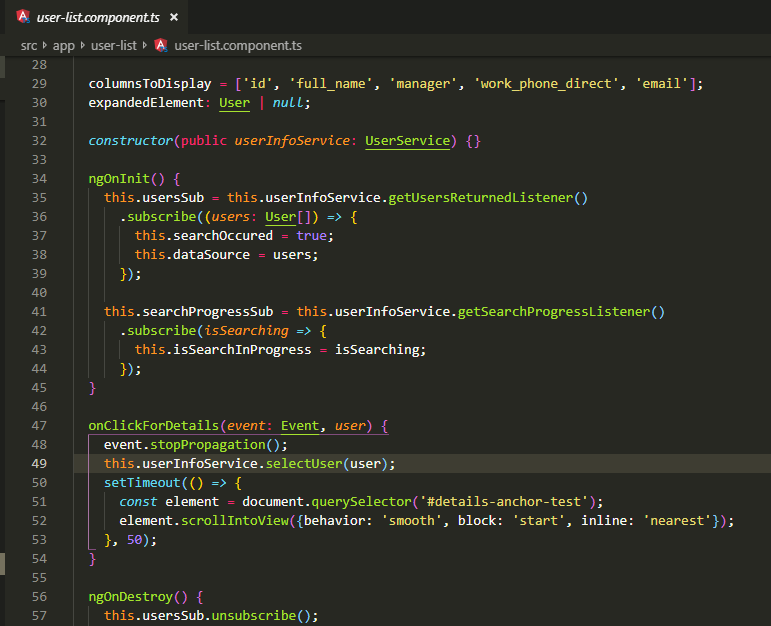 user-list.component.ts ×
src app user-list user-list.component.ts
28
29 columnsToDisplay = ['id', 'full_name', 'manager', 'work_phone_direct', 'email'];
30 expandedElement: User | null;
31
32 constructor(public userInfoService: UserService) {}
33
34 ngOnInit() {
35 this.usersSub = this.userInfoService.getUsersReturnedListener()
36 .subscribe((users: User[]) => {
37 this.searchOccured = true;
38 this.dataSource = users;
39 });
40
41 this.searchProgressSub = this.userInfoService.getSearchProgressListener()
42 .subscribe(isSearching => {
43 this.isSearchInProgress = isSearching;
44 });
45 }
46
47 onClickForDetails(event: Event, user) {
48 event.stopPropagation();
49 this.userInfoService.selectUser(user);
50 setTimeout(() => {
51 const element = document.querySelector('#details-anchor-test');
52 element.scrollIntoView({behavior: 'smooth', block: 'start', inline: 'nearest'});
53 }, 50);
54 }
55
56 ngOnDestroy() {
57 this.usersSub.unsubscribe();